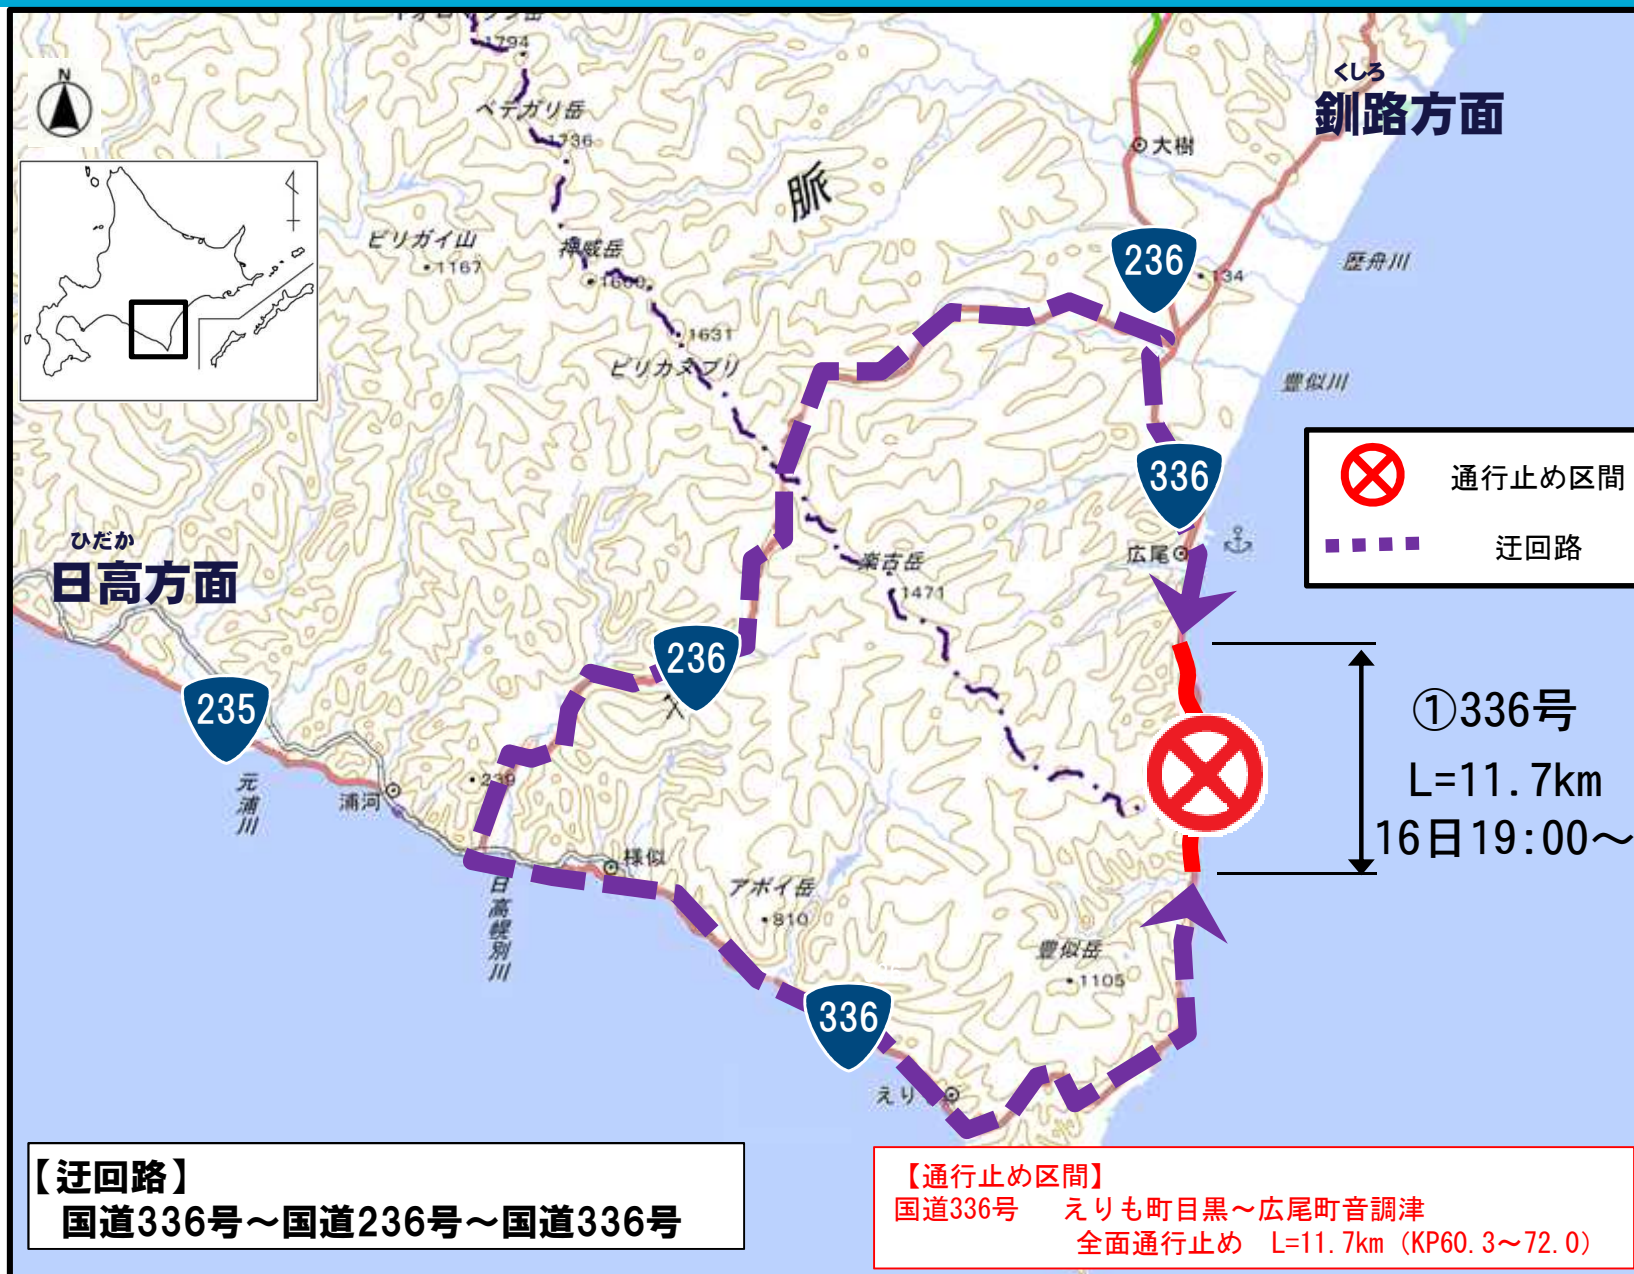 N
1794
ペテガリ岳
1736
くしろ
釧路方面
大樹
脈
ピリガイ山
1167
神威岳
1600
236
134
歴舟川
1631
ピリカヌプリ
豊似川
通行止め区間
迂回路
336
広尾
ひだか
日高方面
楽古岳
1471
236
235
①336号
L=11.7km
16日19:00～
元浦川
浦河
239
様似
日高幌別川
アポイ岳
810
豊似岳
1105
336
えり
【迂回路】
国道336号～国道236号～国道336号
【通行止め区間】
国道336号　えりも町目黒～広尾町音調津
全面通行止め　L=11.7km（KP60.3～72.0）